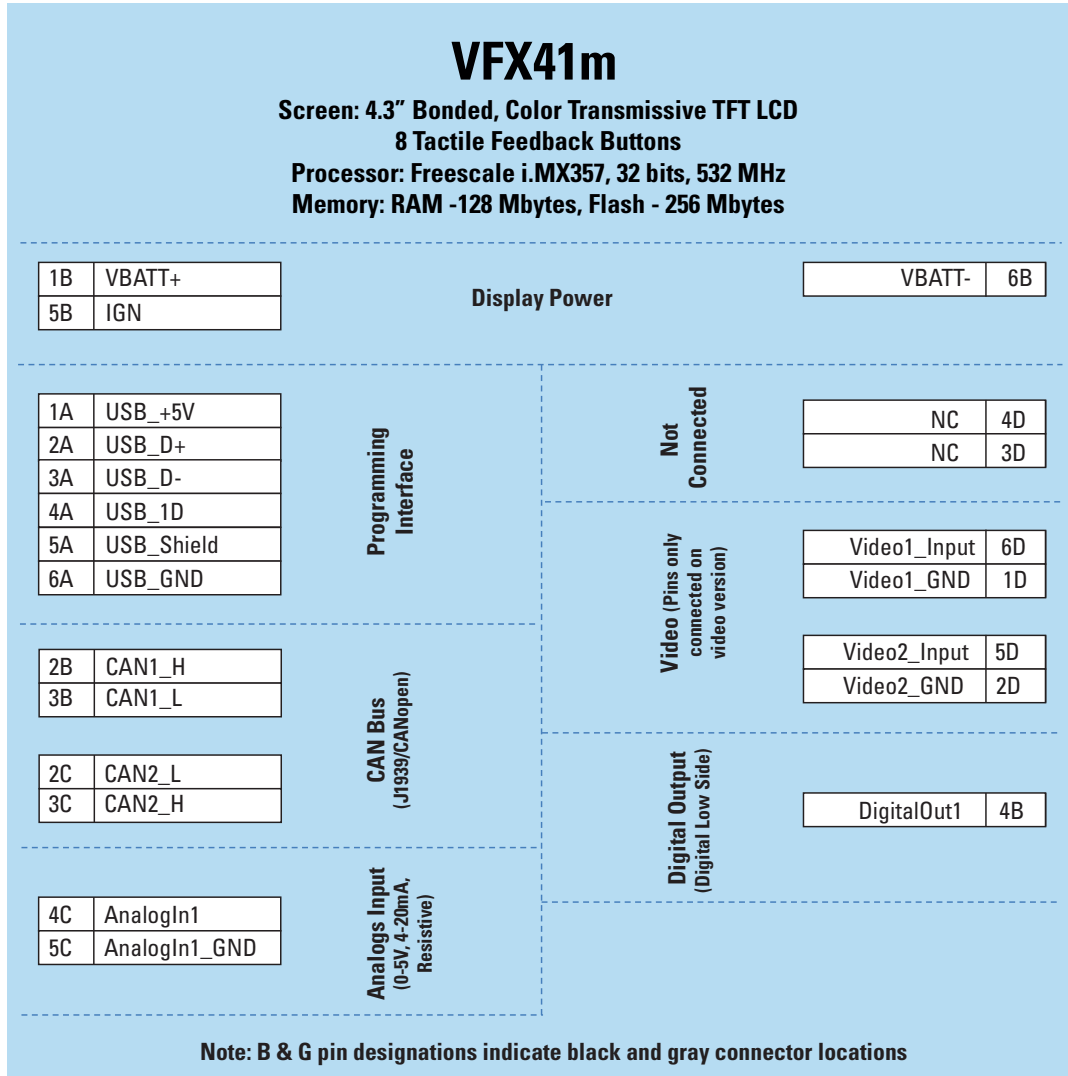 VFX41m
Screen: 4.3” Bonded, Color Transmissive TFT LCD
8 Tactile Feedback Buttons
Processor: Freescale i.MX357, 32 bits, 532 MHz
Memory: RAM -128 Mbytes, Flash - 256 Mbytes
1B VBATT+
5B IGN
Display Power
VBATT- 6B
1A USB_+5V
2A USB_D+
3A USB_D-
4A USB_1D
5A USB_Shield
6A USB_GND
Programming
Interface
Not
Connected
NC 4D
NC 3D
Video (Pins only
connected on
video version)
Video1_Input 6D
Video1_GND 1D
Video2_Input 5D
Video2_GND 2D
2B CAN1_H
3B CAN1_L
2C CAN2_L
3C CAN2_H
CAN Bus
(J1939/CANopen)
Digital Output
(Digital Low Side)
DigitalOut1 4B
4C AnalogIn1
5C AnalogIn1_GND
Analogs Input
(0-5V, 4-20mA,
Resistive)
Note: B & G pin designations indicate black and gray connector locations